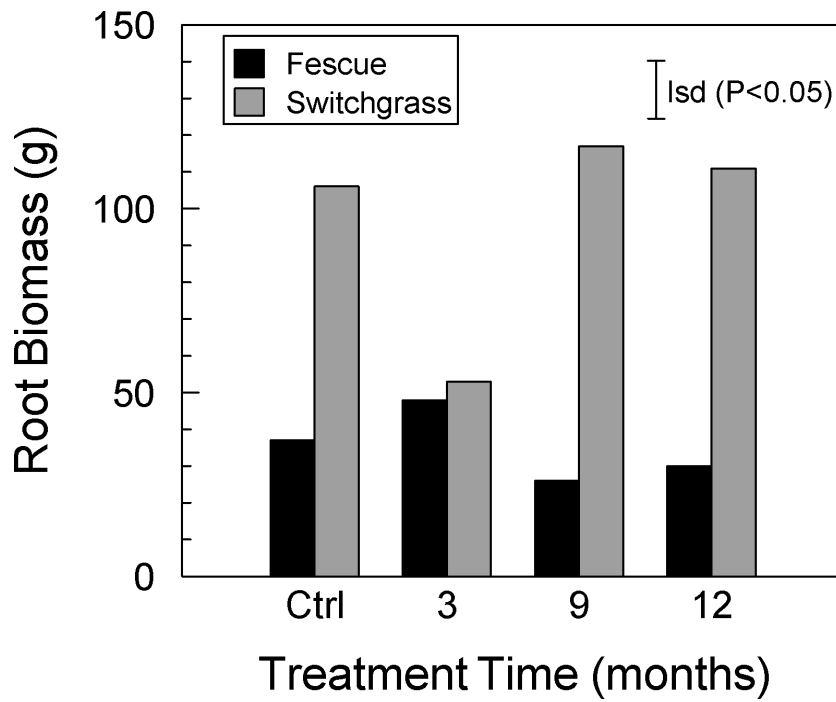 150
Fescue
Switchgrass
lsd (P<0.05)
100
50
0
Root Biomass (g)
Ctrl 3 9 12
Treatment Time (months)